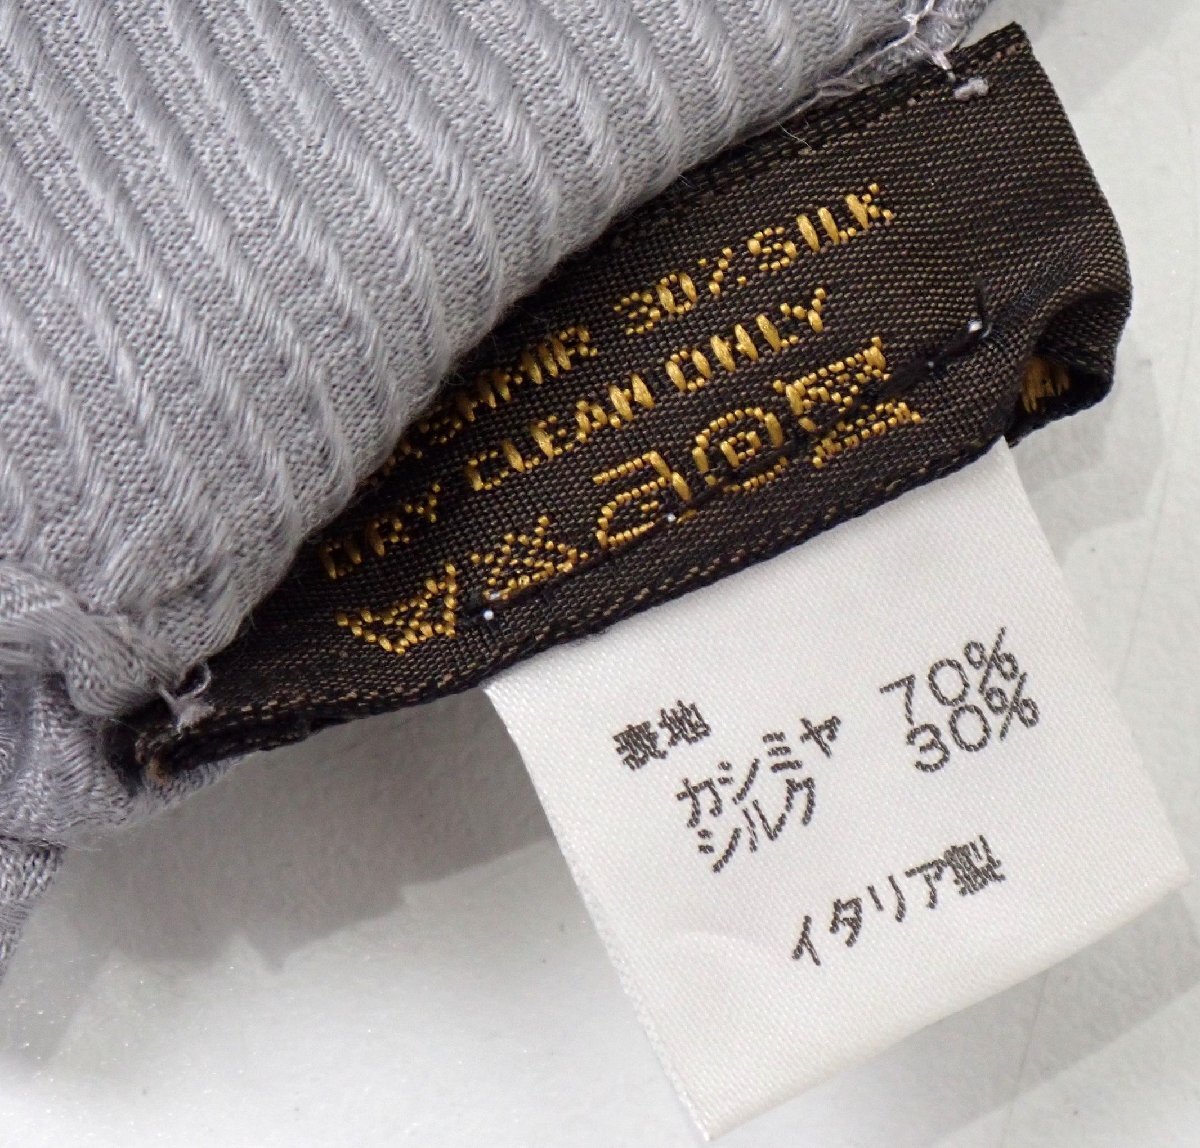 30% SILK
DRY CLEAN ONLY
表地
カシミヤ 70%
シルク 30%
イタリア製